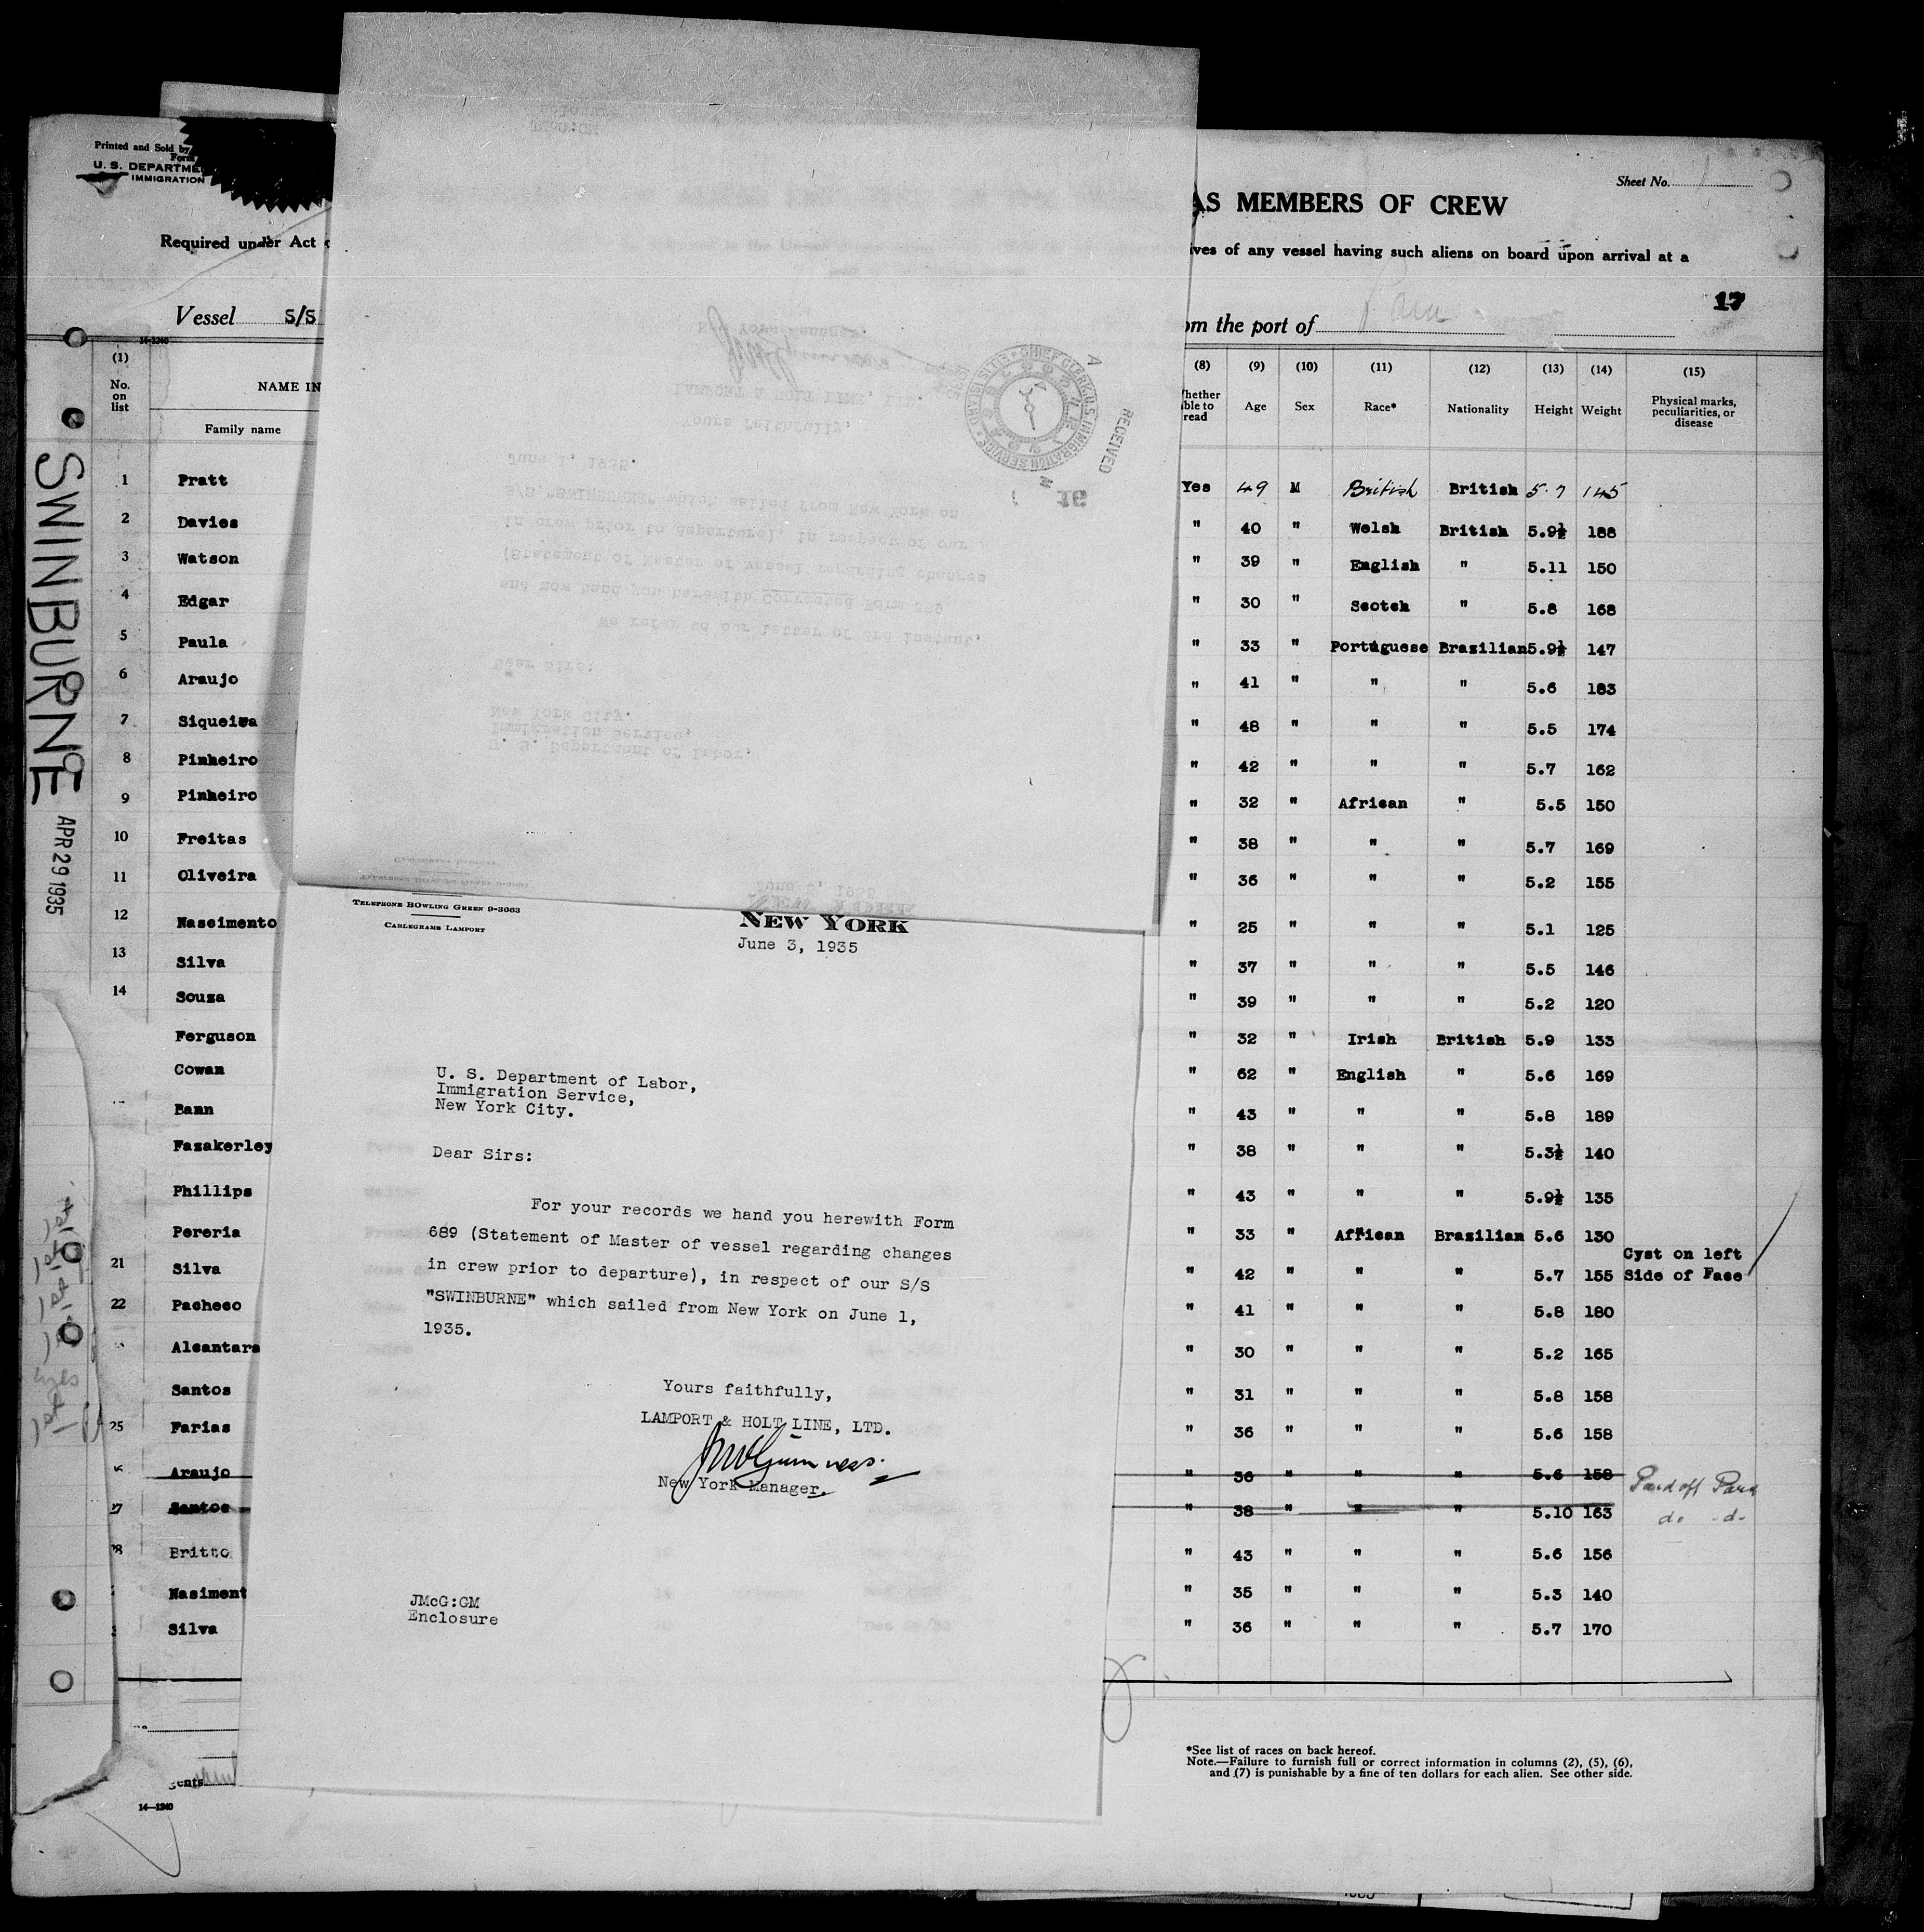 Printed and Sold by
Form
U. S. DEPARTME
IMMIGRATION
Required under Act
Vessel S/S
14-1240
(1)
No.
on
list
NAME IN
Family name
1 Pratt
2 Davies
3 Watson
4 Edgar
5 Paula
6 Araujo
7 Siqueira
8 Pinheiro
9 Pinheiro
10 Freitas
11 Oliveira
12 Nascimento
13 Silva
14 Souza
Ferguson
Cowan
Bann
Fazakerley
Phillips
Pereria
21 Silva
22 Pacheco
Alcantara
Santos
25 Farias
Araujo
27 Santos
28 Britto
Nasiment
Silva
14-1240
SWINBURNE
APR 29 1935
RECEIVED
CHIEF CLERK U.S. IMMIGRATION SERVICE
16
TELEPHONE BOWLING GREEN 9-3663
CABLEGRAMS LAMPORT
NEW YORK
June 3, 1935
U. S. Department of Labor,
Immigration Service,
New York City.
Dear Sirs:
For your records we hand you herewith Form
689 (Statement of Master of vessel regarding changes
in crew prior to departure), in respect of our S/S
"SWINBURNE" which sailed from New York on June 1,
1935.
Yours faithfully,
LAMPORT & HOLT LINE, LTD.
New York Manager.
JMcG:GM
Enclosure
Sheet No. 1
AS MEMBERS OF CREW
ives of any vessel having such aliens on board upon arrival at a
17
om the port of Para
(8) (9) (10) (11) (12) (13) (14) (15)
hether
ble to
read
Age Sex Race* Nationality Height Weight
Physical marks,
peculiarities, or
disease
Yes 49 M British British 5.7 145
" 40 " Welsh British 5.9½ 188
" 39 " English " 5.11 150
" 30 " Scotch " 5.8 168
" 33 " Portuguese Brazilian 5.9½ 147
" 41 " " " 5.6 183
" 48 " " " 5.5 174
" 42 " " " 5.7 162
" 32 " African " 5.5 150
" 38 " " " 5.7 169
" 36 " " " 5.2 155
" 25 " " " 5.1 125
" 37 " " " 5.5 146
" 39 " " " 5.2 120
" 32 " Irish British 5.9 133
" 62 " English " 5.6 169
" 43 " " " 5.8 189
" 38 " " " 5.3½ 140
" 43 " " " 5.9½ 135
" 33 " African Brazilian 5.6 130
" 42 " " " 5.7 155 Cyst on left
Side of Face
" 41 " " " 5.8 180
" 30 " " " 5.2 165
" 31 " " " 5.8 158
" 36 " " " 5.6 158
" 36 " " " 5.6 158 Paid off Para
" 38 " " " 5.10 163 do -d-
" 43 " " " 5.6 156
" 35 " " " 5.3 140
" 36 " " " 5.7 170
*See list of races on back hereof.
Note.—Failure to furnish full or correct information in columns (2), (5), (6),
and (7) is punishable by a fine of ten dollars for each alien. See other side.